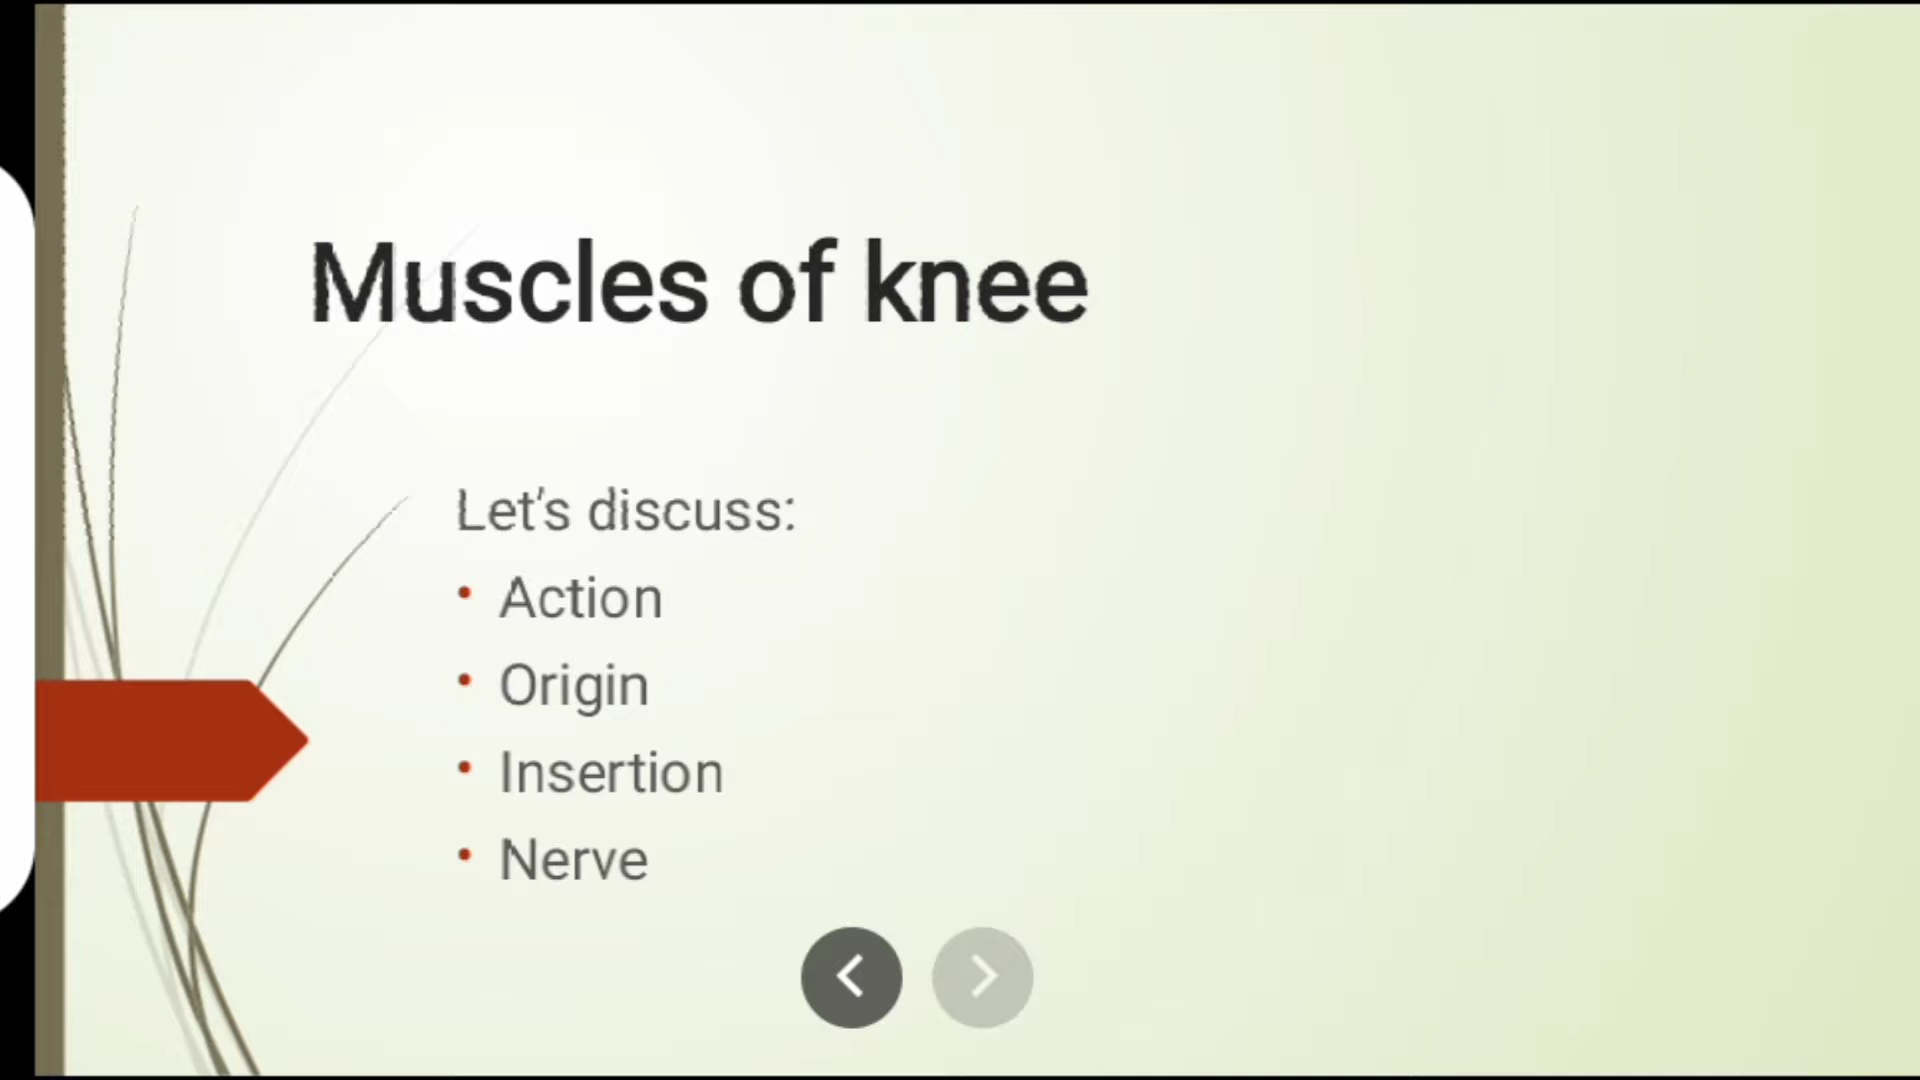 Muscles of knee
Let's discuss:
• Action
• Origin
• Insertion
• Nerve